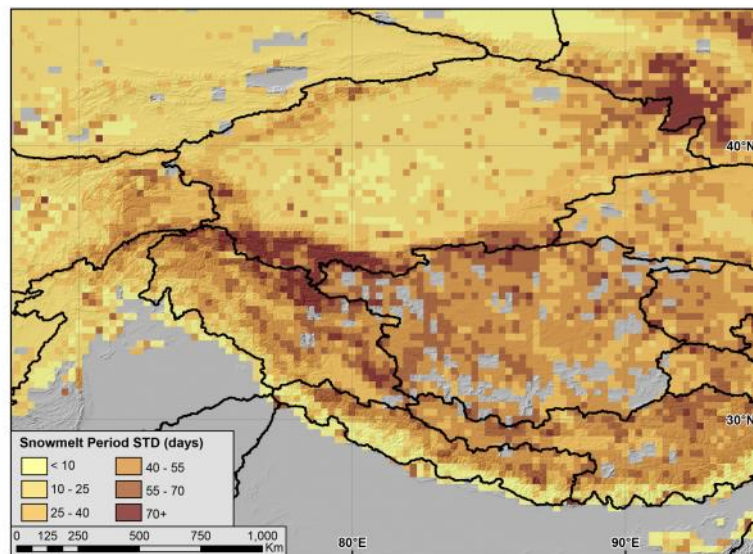 40°N
30°N
Snowmelt Period STD (days)
< 10 40 - 55
10 - 25 55 - 70
25 - 40 70+
0 125 250 500 750 1,000
Km
80°E 90°E